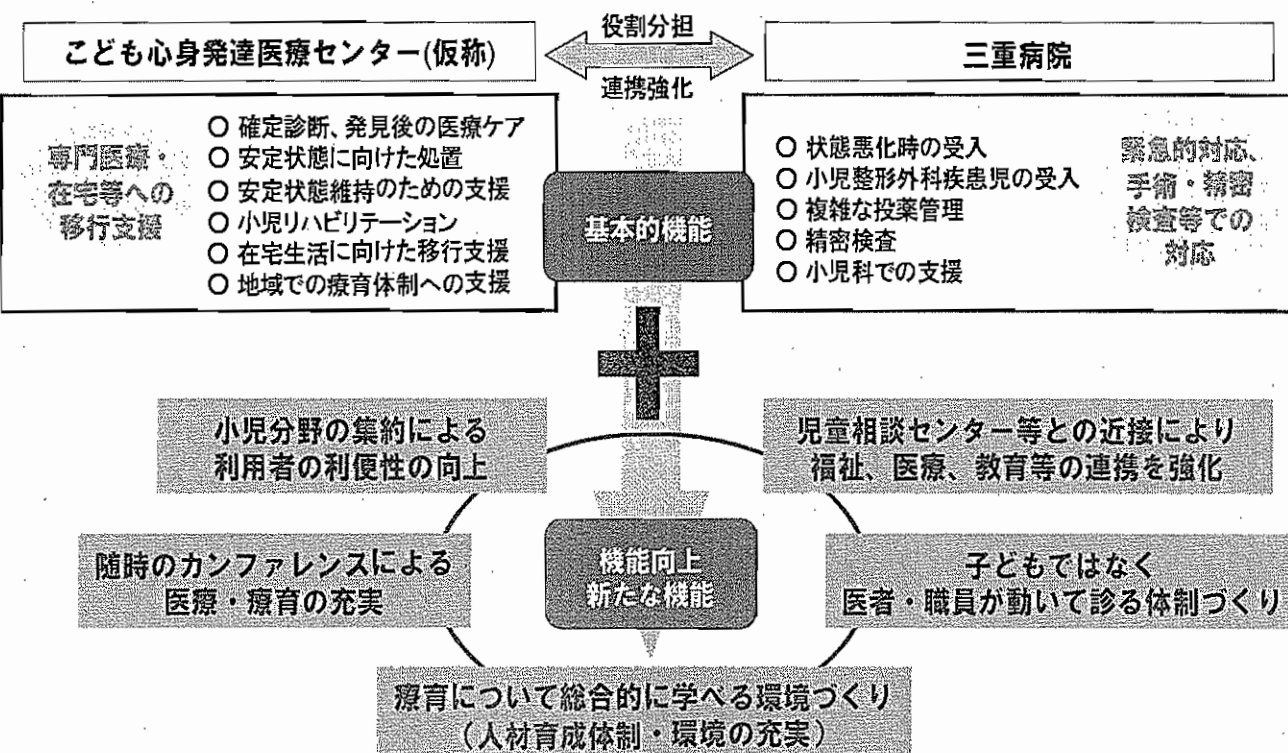 こども心身発達医療センター(仮称)
役割分担
連携強化
三重病院
専門医療・
在宅等への
移行支援
○ 確定診断、発見後の医療ケア
○ 安定状態に向けた処置
○ 安定状態維持のための支援
○ 小児リハビリテーション
○ 在宅生活に向けた移行支援
○ 地域での療育体制への支援
基本的機能
○ 状態悪化時の受入
○ 小児整形外科疾患児の受入
○ 複雑な投薬管理
○ 精密検査
○ 小児科での支援
緊急的対応、
手術・精密
検査等での
対応
小児分野の集約による
利用者の利便性の向上
児童相談センター等との近接により
福祉、医療、教育等の連携を強化
随時のカンファレンスによる
医療・療育の充実
機能向上
新たな機能
子どもではなく
医者・職員が動いて診る体制づくり
療育について総合的に学べる環境づくり
(人材育成体制・環境の充実)